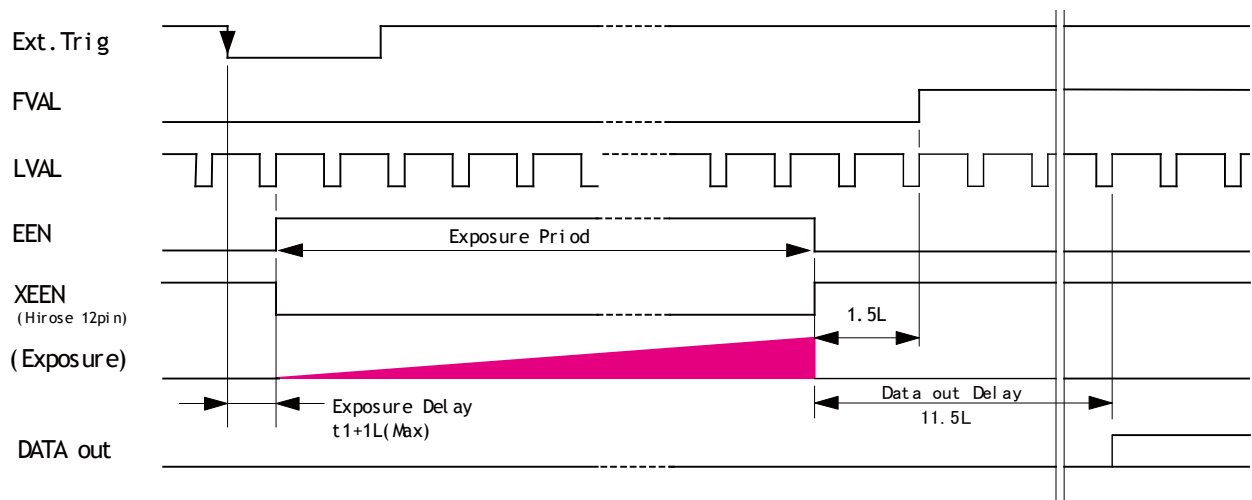 Ext.Trig
FVAL
LVAL
EEN
Exposure Priod
XEEN
(Hirose 12pin)
1.5L
(Exposure)
Exposure Delay
t1+1L(Max)
Data out Delay
11.5L
DATA out